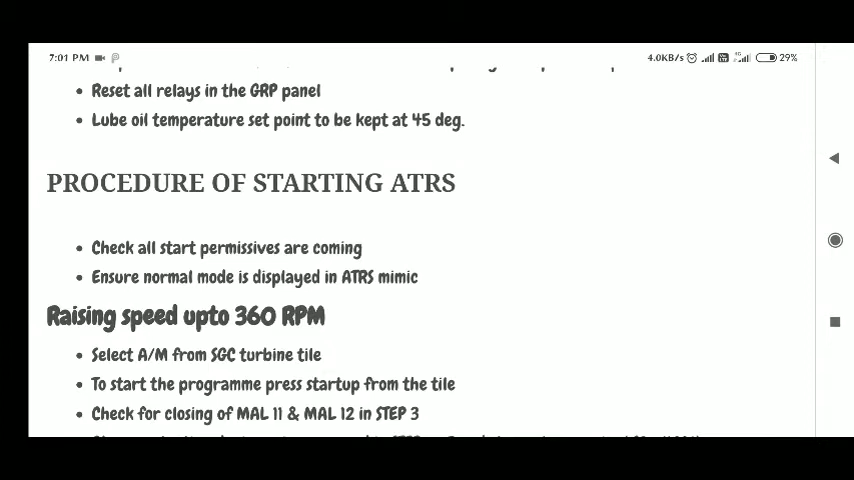 7:01 PM
4.0KB/s
29%
• Reset all relays in the GRP panel
• Lube oil temperature set point to be kept at 45 deg.
PROCEDURE OF STARTING ATRS
• Check all start permissives are coming
• Ensure normal mode is displayed in ATRS mimic
Raising speed upto 360 RPM
• Select A/M from SGC turbine tile
• To start the programme press startup from the tile
• Check for closing of MAL 11 & MAL 12 in STEP 3